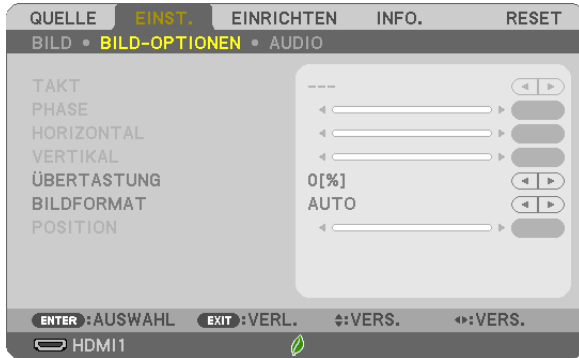 QUELLE EINST. EINRICHTEN INFO. RESET
BILD • BILD-OPTIONEN • AUDIO
TAKT ---
PHASE
HORIZONTAL
VERTIKAL
ÜBERTASTUNG 0[%]
BILDFORMAT AUTO
POSITION
ENTER :AUSWAHL EXIT :VERL. :VERS. :VERS.
HDMI1